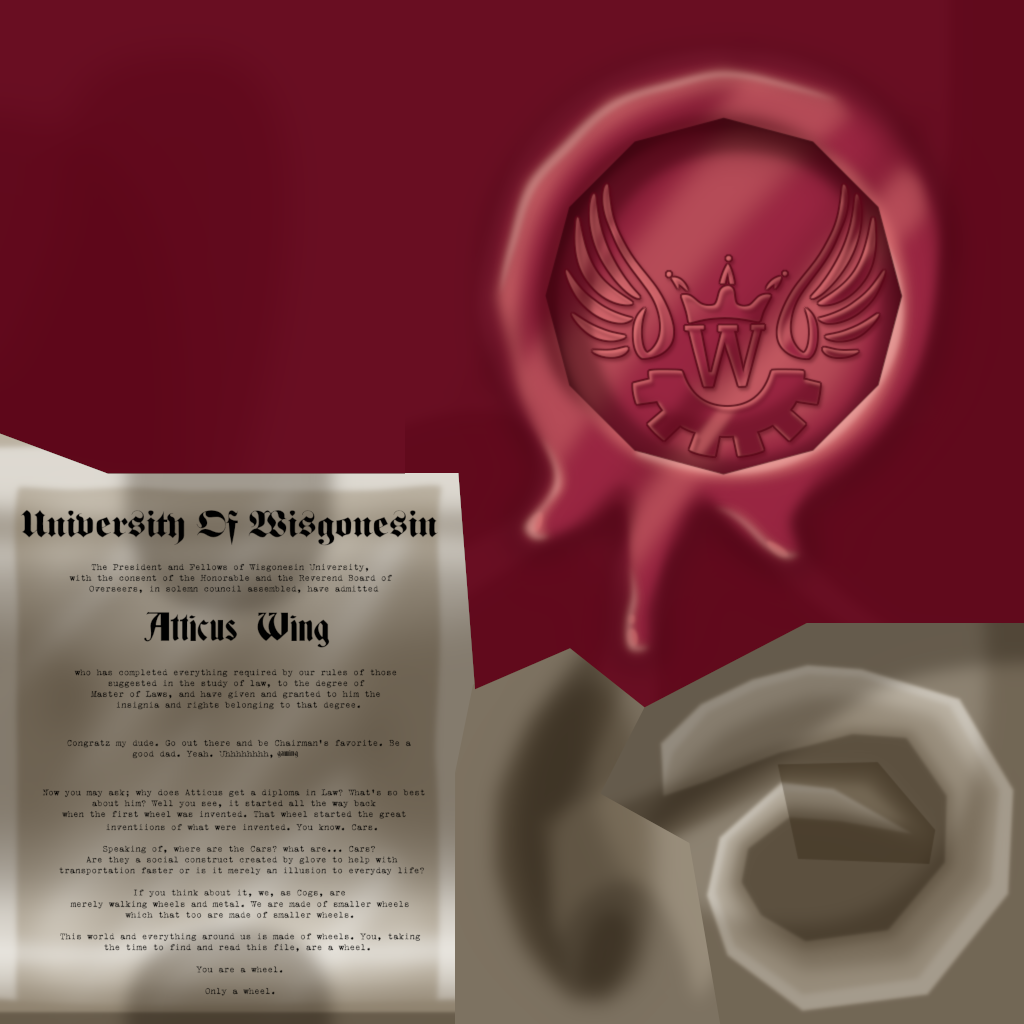 University Of Wisgonesin
The President and Fellows of Wisgonesin University,
with the consent of the Honorable and the Reverend Board of
Overseers, in solemn council assembled, have admitted
Atticus Wing
who has completed everything required by our rules of those
suggested in the study of law, to the degree of
Master of Laws, and have given and granted to him the
insignia and rights belonging to that degree.
Congratz my dude. Go out there and be Chairman's favorite. Be a
good dad. Yeah. Uhhhhhhhh,
Now you may ask; why does Atticus get a diploma in Law? What's so best
about him? Well you see, it started all the way back
when the first wheel was invented. That wheel started the great
inventiions of what were invented. You know. Cars.
Speaking of, where are the Cars? what are... Cars?
Are they a social construct created by glove to help with
transportation faster or is it merely an illusion to everyday life?
If you think about it, we, as Cogs, are
merely walking wheels and metal. We are made of smaller wheels
which that too are made of smaller wheels.
This world and everything around us is made of wheels. You, taking
the time to find and read this file, are a wheel.
You are a wheel.
Only a wheel.
W